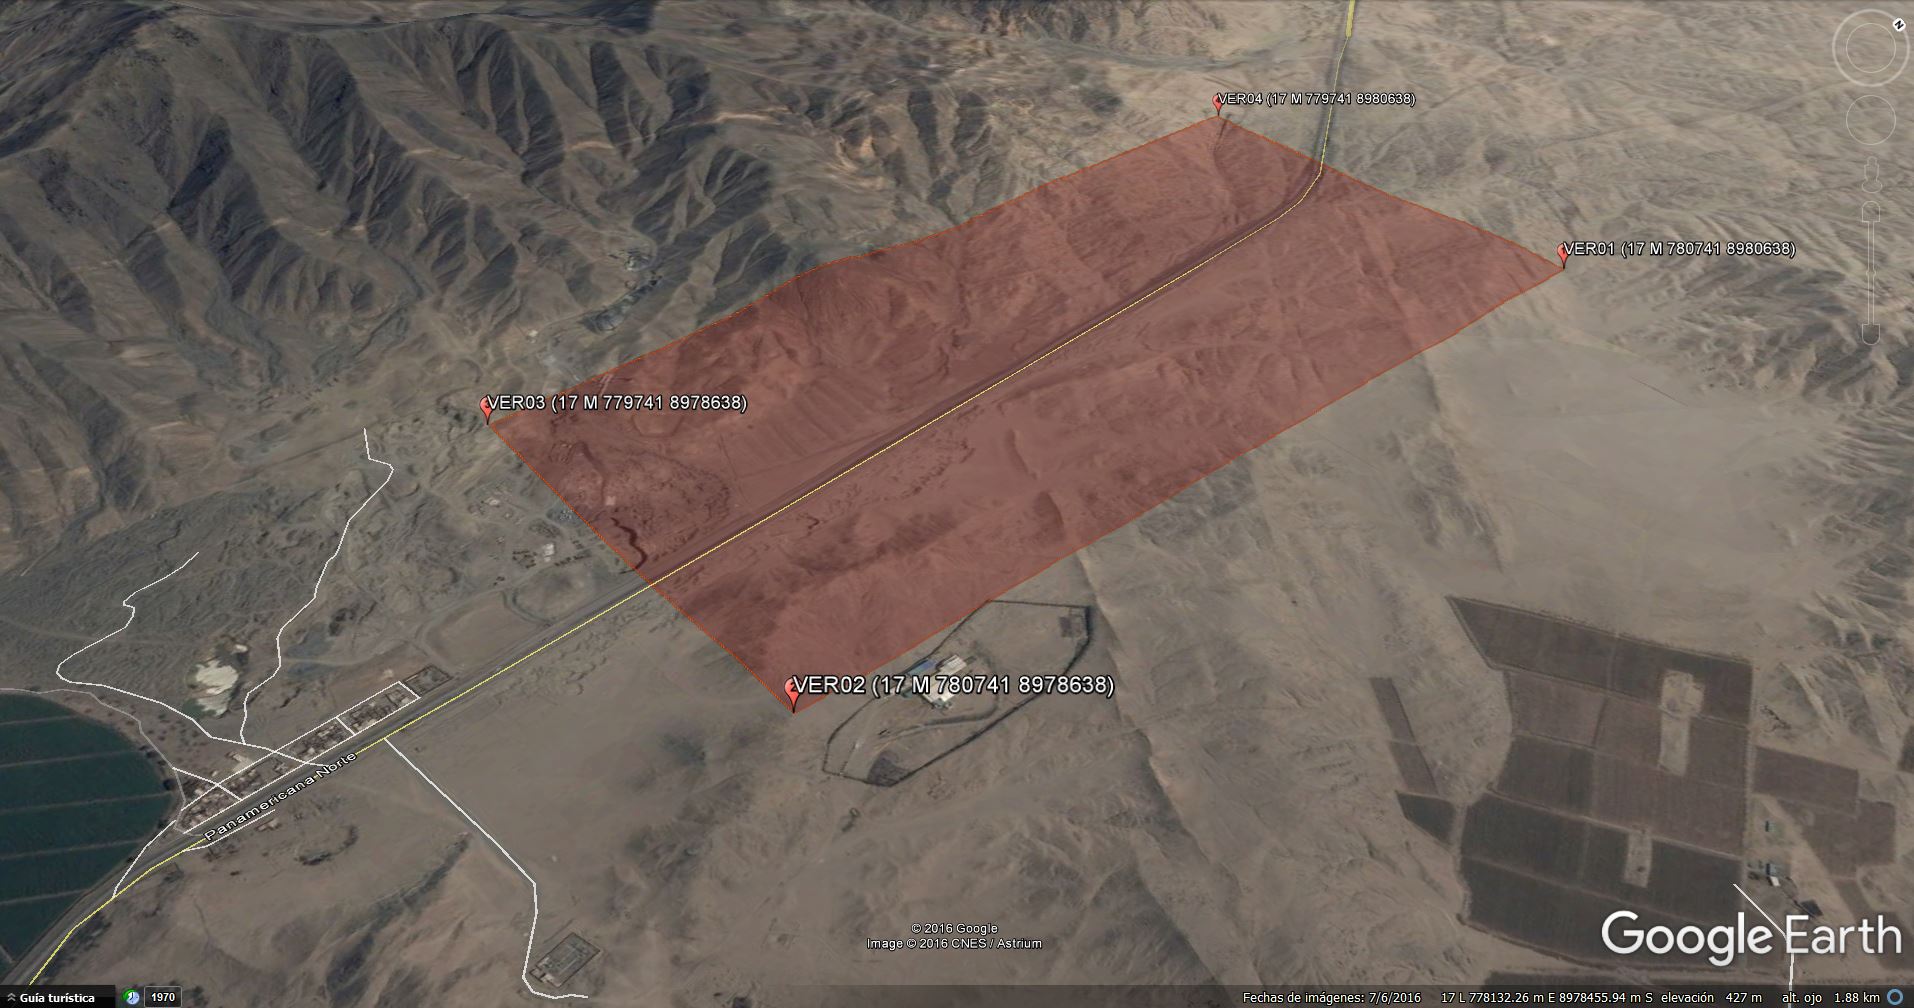 N
VER04 (17 M 779741 8980638)
VER01 (17 M 780741 8980638)
VER03 (17 M 779741 8978638)
VER02 (17 M 780741 8978638)
Panamericana Norte
© 2016 Google
Image © 2016 CNES / Astrium
Google Earth
Guía turística
1970
Fechas de imágenes: 7/6/2016 17 L 778132.26 m E 8978455.94 m S elevación 427 m alt. ojo 1.88 km